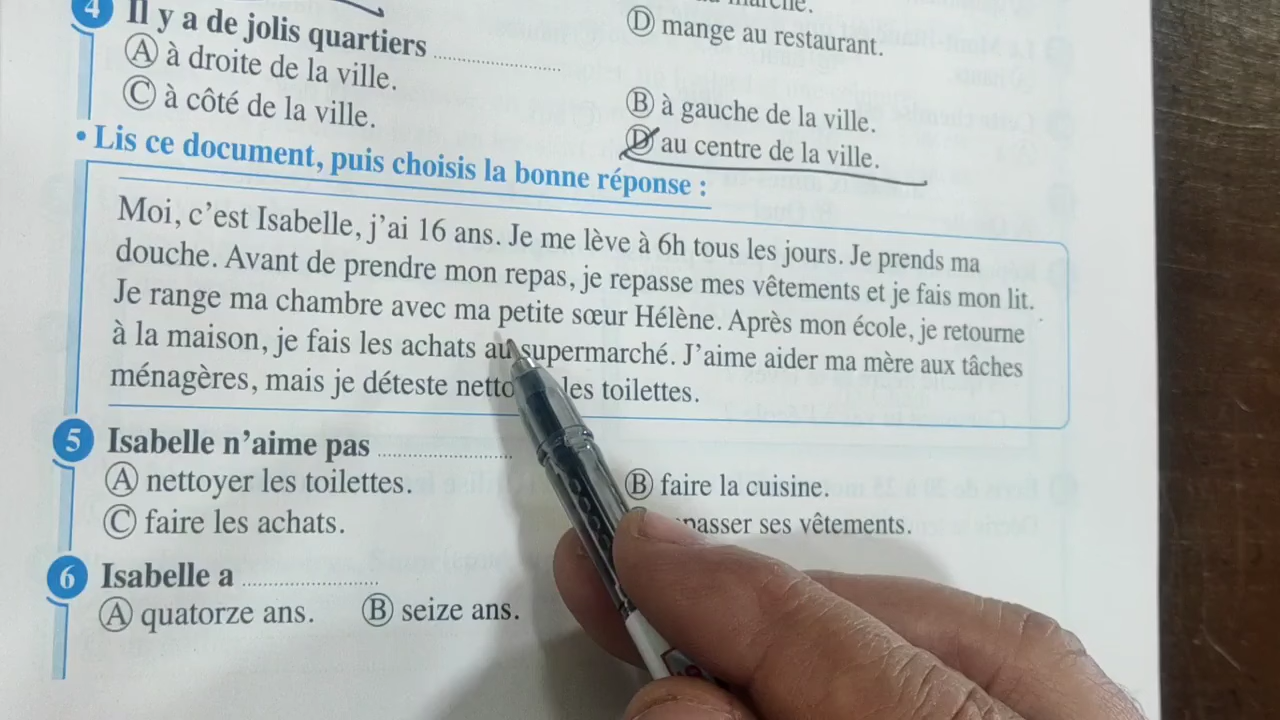 4 Il y a de jolis quartiers ..............
A à droite de la ville.
C à côté de la ville.
D mange au restaurant.
B à gauche de la ville.
D au centre de la ville.
• Lis ce document, puis choisis la bonne réponse :
Moi, c'est Isabelle, j'ai 16 ans. Je me lève à 6h tous les jours. Je prends ma
douche. Avant de prendre mon repas, je repasse mes vêtements et je fais mon lit.
Je range ma chambre avec ma petite sœur Hélène. Après mon école, je retourne
à la maison, je fais les achats au supermarché. J'aime aider ma mère aux tâches
ménagères, mais je déteste netto les toilettes.
5 Isabelle n'aime pas ..............
A nettoyer les toilettes.
B faire la cuisine.
C faire les achats.
passer ses vêtements.
6 Isabelle a ..............
A quatorze ans. B seize ans.